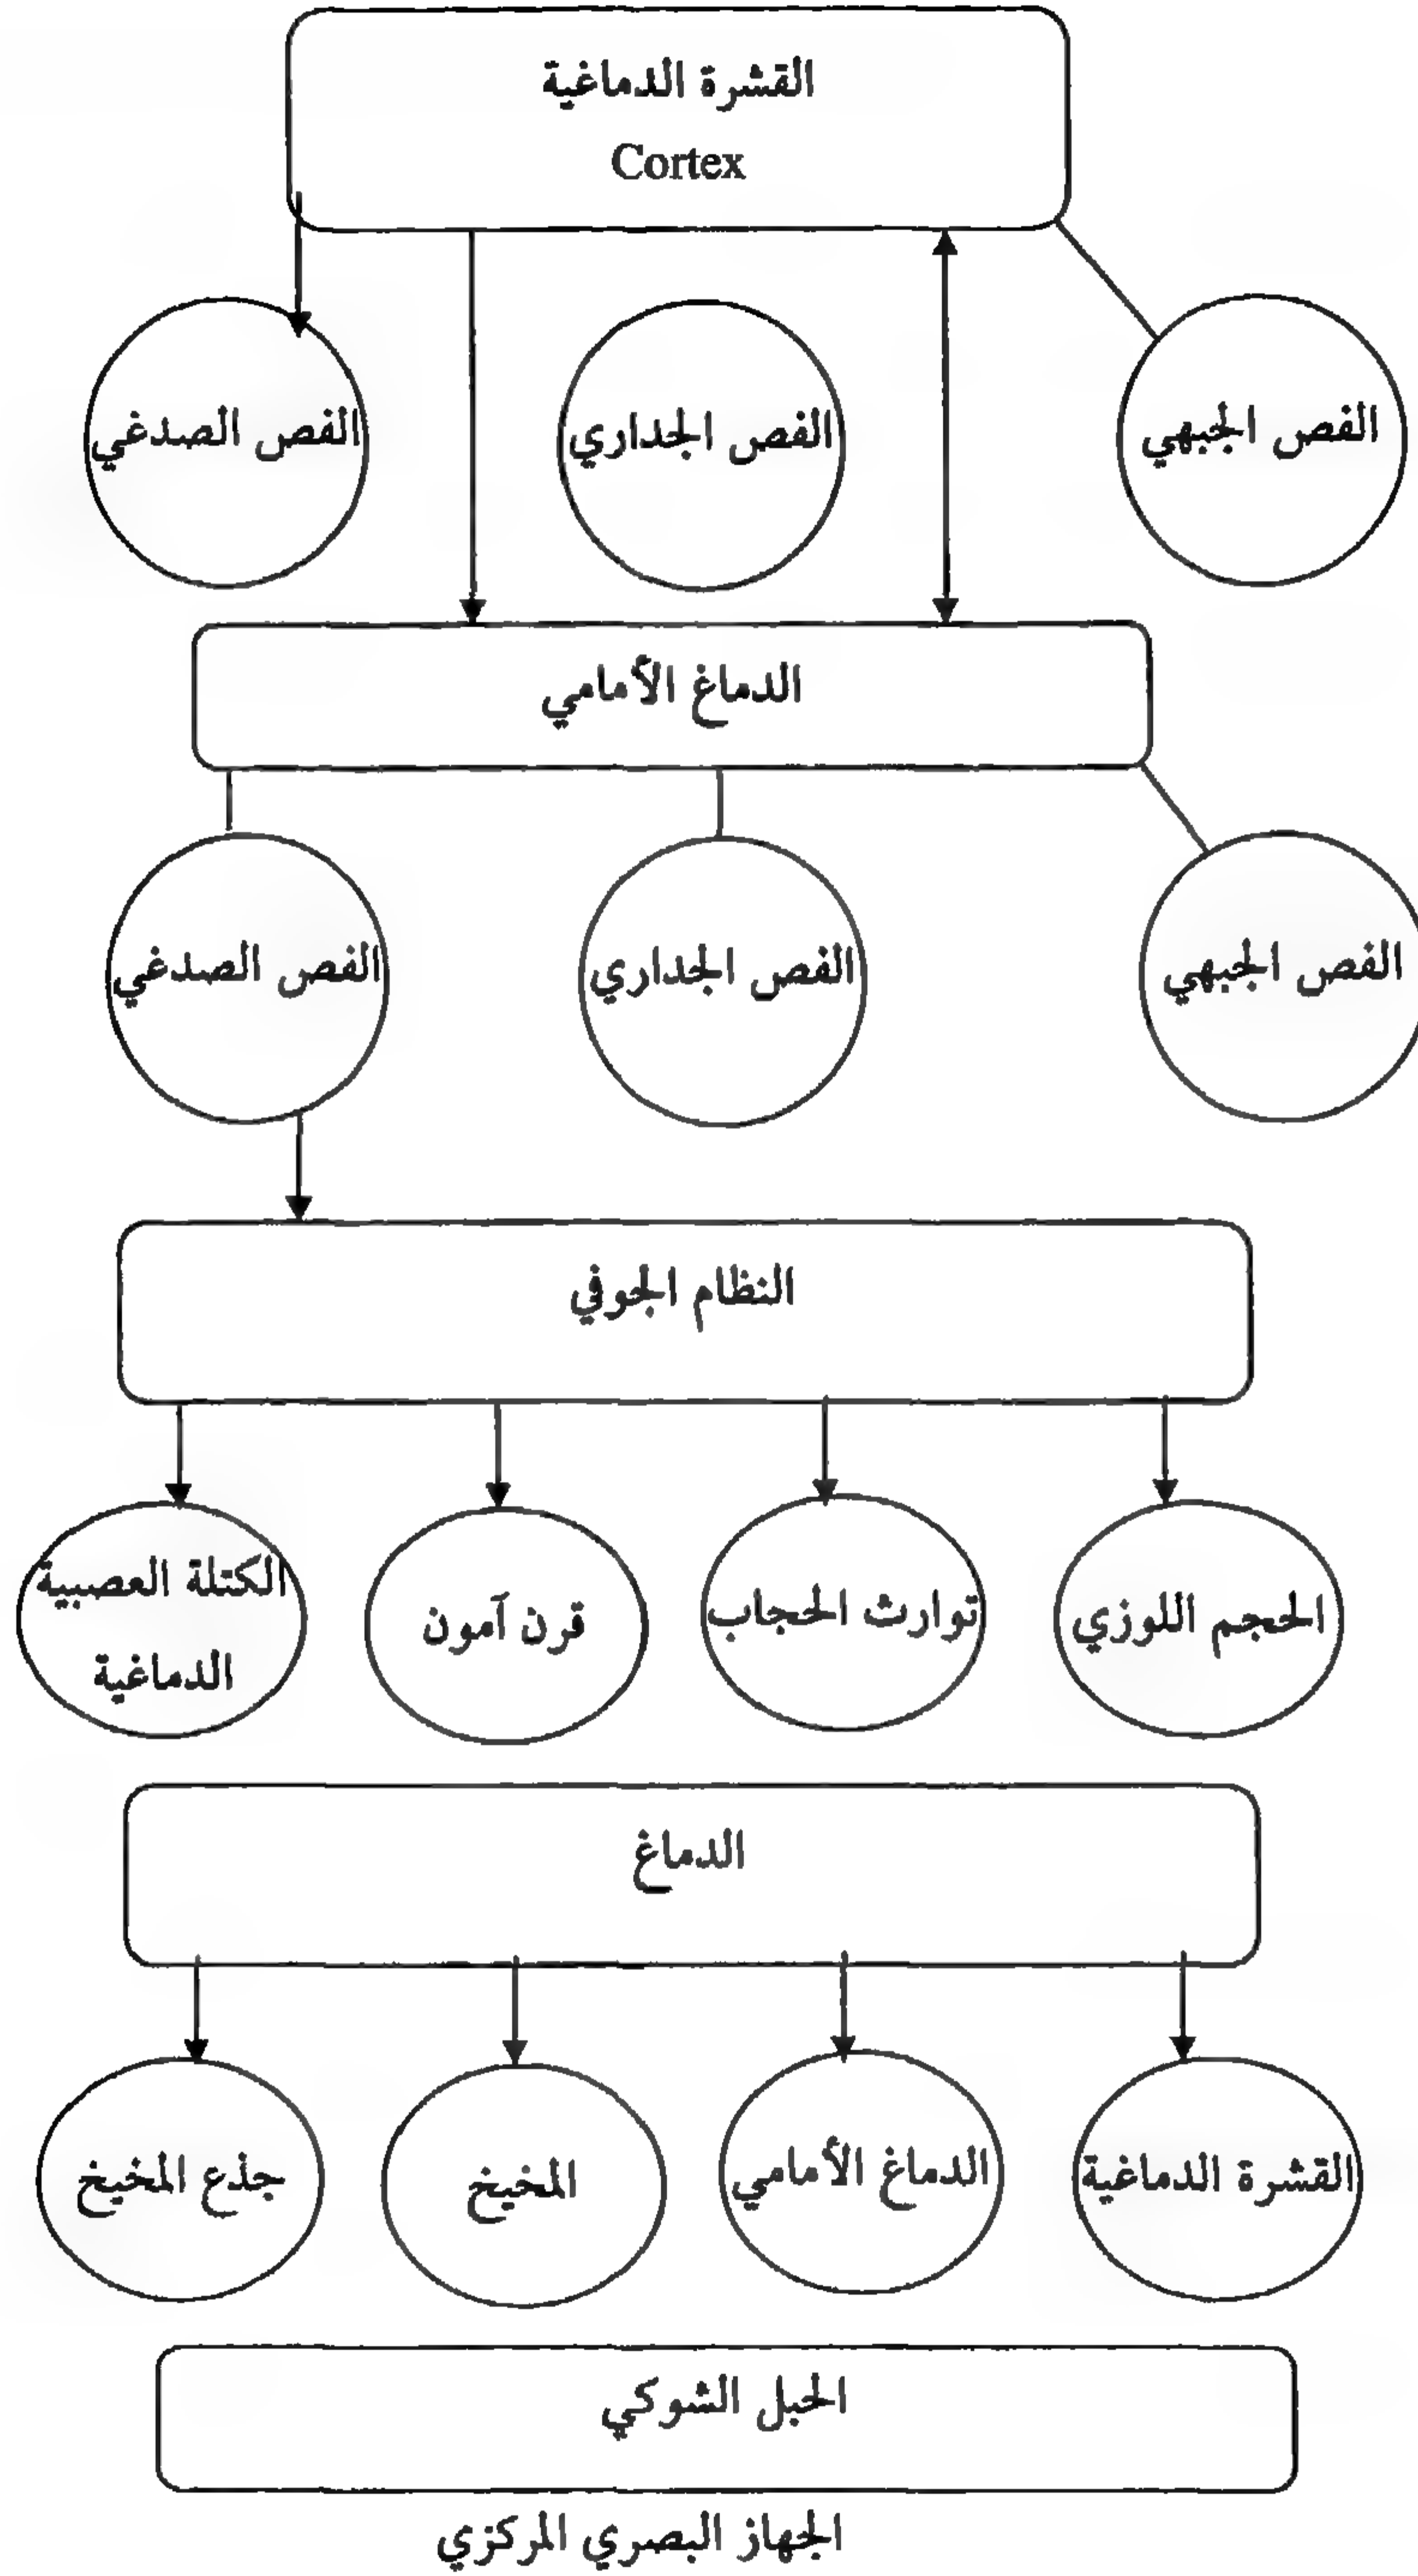 القشرة الدماغية
Cortex
الفص الجبهي
الفص الجداري
الفص الصدغي
الدماغ الأمامي
الفص الجبهي
الفص الجداري
الفص الصدغي
النظام الجوفي
الحجم اللوزي
توارث الحجاب
قرن آمون
الكتلة العصبية
الدماغية
الدماغ
القشرة الدماغية
الدماغ الأمامي
المخيخ
جذع المخيخ
الحبل الشوكي
الجهاز البصري المركزي